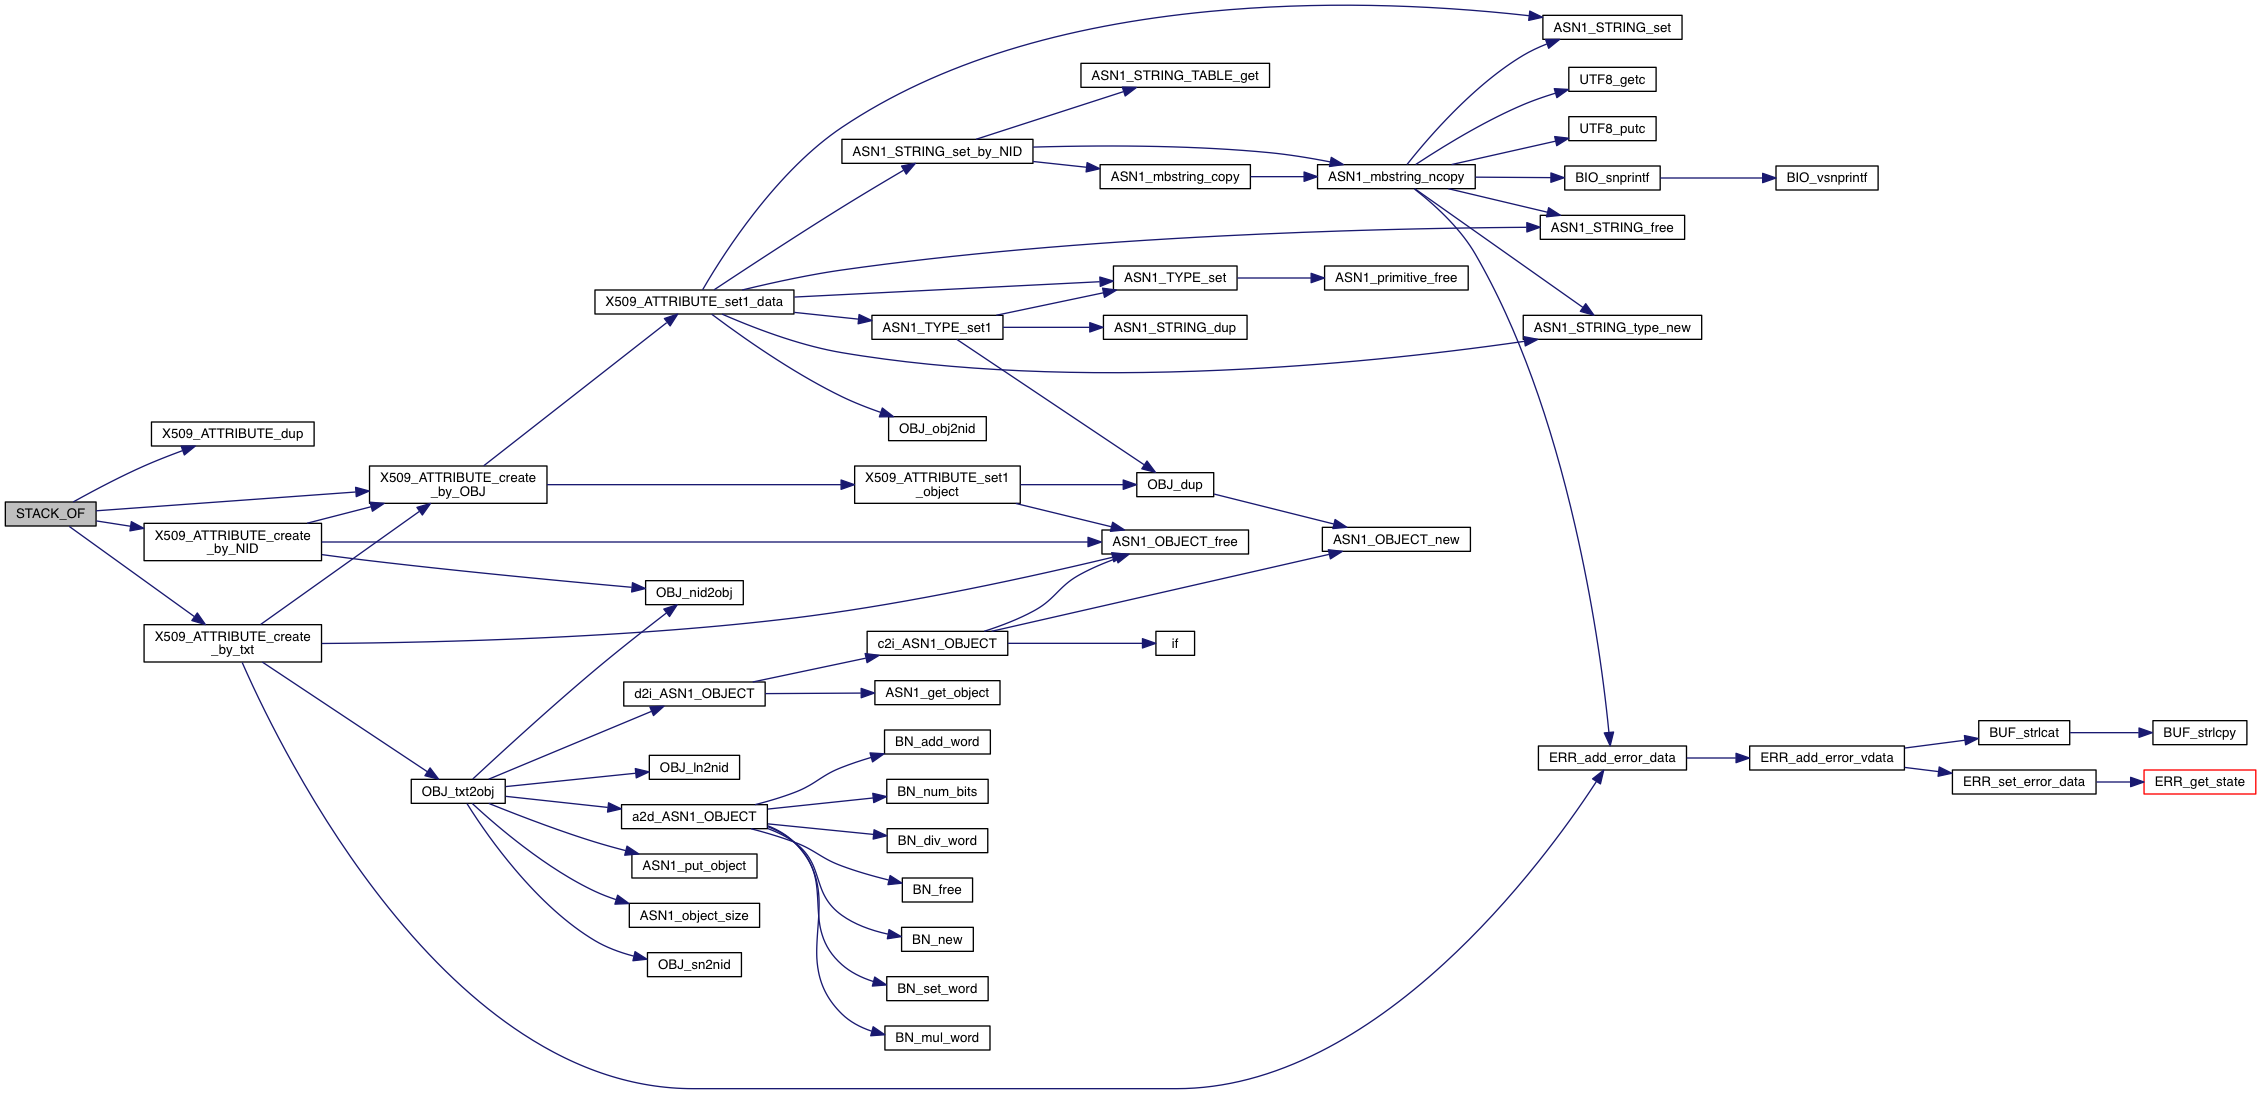 STACK_OF
X509_ATTRIBUTE_dup
X509_ATTRIBUTE_create
_by_OBJ
X509_ATTRIBUTE_create
_by_NID
X509_ATTRIBUTE_create
_by_txt
X509_ATTRIBUTE_set1_data
OBJ_nid2obj
OBJ_txt2obj
d2i_ASN1_OBJECT
OBJ_ln2nid
a2d_ASN1_OBJECT
ASN1_put_object
ASN1_object_size
OBJ_sn2nid
ASN1_STRING_set_by_NID
ASN1_TYPE_set1
OBJ_obj2nid
X509_ATTRIBUTE_set1
_object
c2i_ASN1_OBJECT
ASN1_get_object
BN_add_word
BN_num_bits
BN_div_word
BN_free
BN_new
BN_set_word
BN_mul_word
ASN1_STRING_TABLE_get
ASN1_mbstring_copy
ASN1_TYPE_set
ASN1_STRING_dup
OBJ_dup
ASN1_OBJECT_free
if
ASN1_mbstring_ncopy
ASN1_primitive_free
ASN1_OBJECT_new
ASN1_STRING_set
UTF8_getc
UTF8_putc
BIO_snprintf
ASN1_STRING_free
ASN1_STRING_type_new
ERR_add_error_data
BIO_vsnprintf
ERR_add_error_vdata
BUF_strlcat
ERR_set_error_data
BUF_strlcpy
ERR_get_state